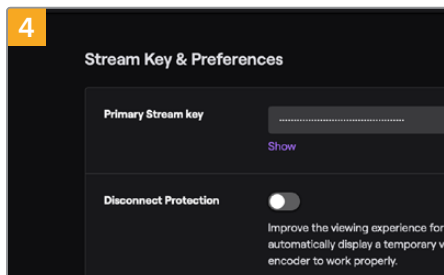 4
Stream Key & Preferences
Primary Stream key
Show
Disconnect Protection
Improve the viewing experience for
automatically display a temporary v
encoder to work properly.